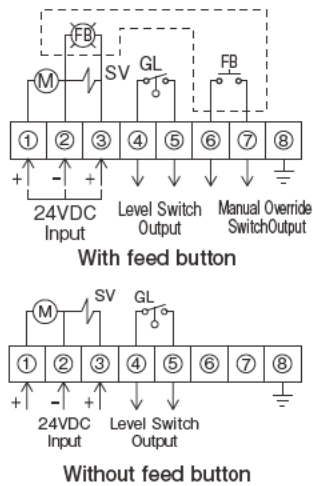 FB
M SV GL FB
① ② ③ ④ ⑤ ⑥ ⑦ ⑧
+ − +
24VDC Level Switch Manual Override
Input Output SwitchOutput
With feed button
M SV GL
① ② ③ ④ ⑤ ⑥ ⑦ ⑧
+ − +
24VDC Level Switch
Input Output
Without feed button